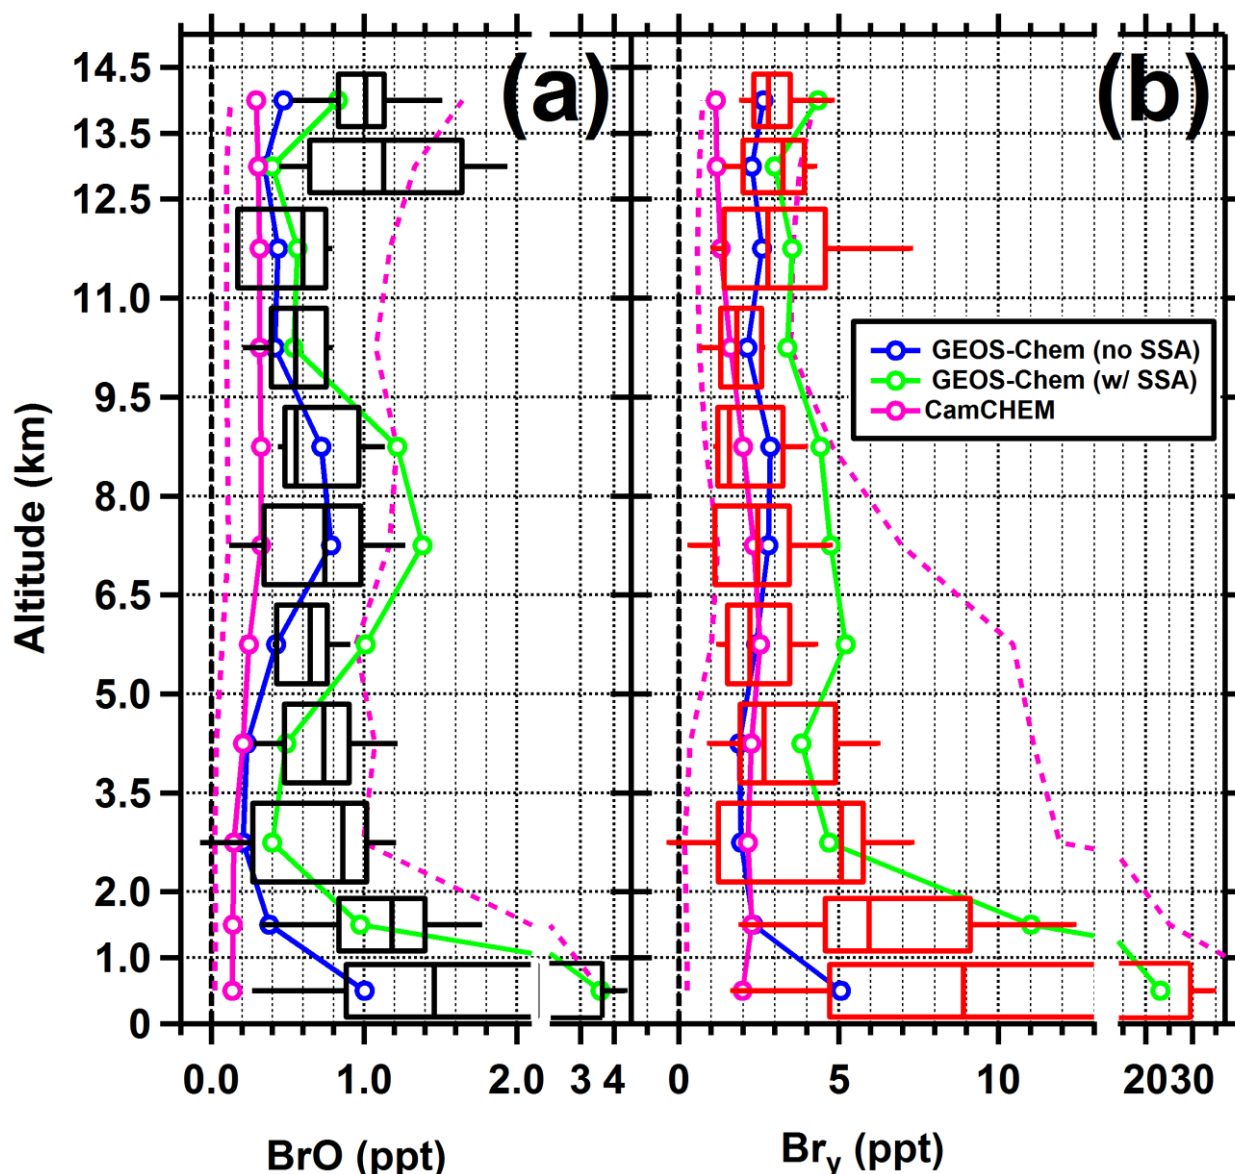 (a)
(b)
14.5
13.5
12.5
11.0
9.5
8.0
6.5
5.0
3.5
2.0
1.0
0
Altitude (km)
GEOS-Chem (no SSA)
GEOS-Chem (w/ SSA)
CamCHEM
0.0 1.0 2.0 3 4
0 5 10 20 30
BrO (ppt)
Bry (ppt)